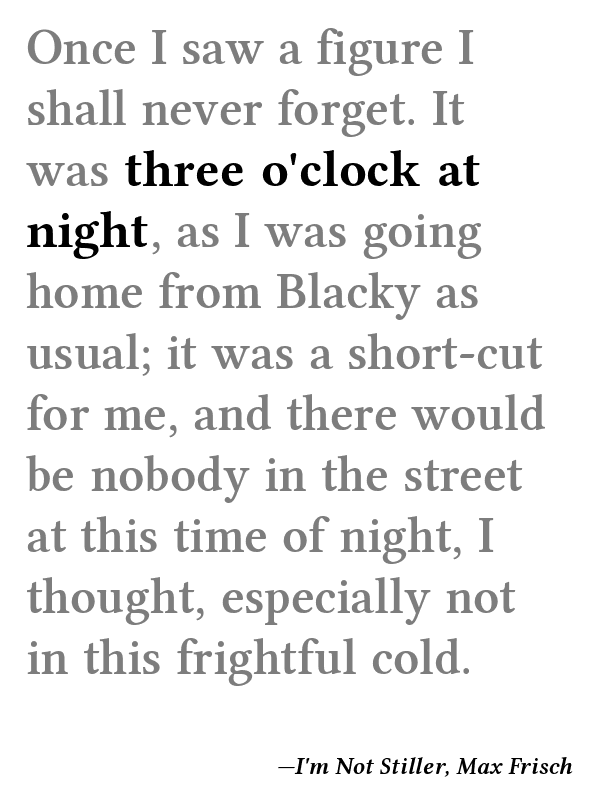 Once I saw a figure I
shall never forget. It
was three o'clock at
night, as I was going
home from Blacky as
usual; it was a short-cut
for me, and there would
be nobody in the street
at this time of night, I
thought, especially not
in this frightful cold.
—I'm Not Stiller, Max Frisch